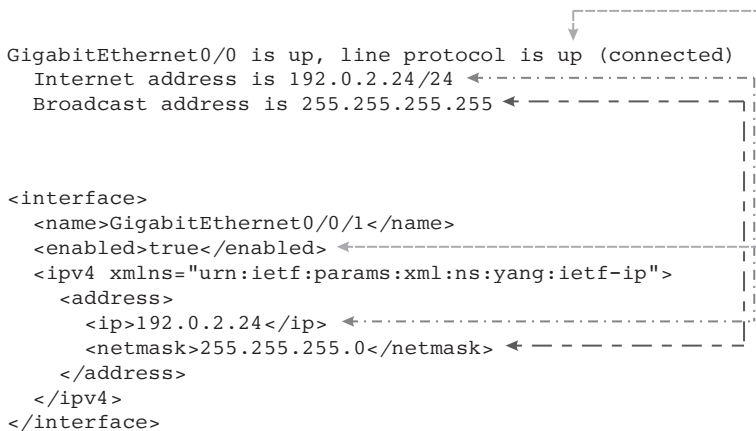 GigabitEthernet0/0 is up, line protocol is up (connected)
  Internet address is 192.0.2.24/24
  Broadcast address is 255.255.255.255
<interface>
  <name>GigabitEthernet0/0/1</name>
  <enabled>true</enabled>
  <ipv4 xmlns="urn:ietf:params:xml:ns:yang:ietf-ip">
    <address>
      <ip>192.0.2.24</ip>
      <netmask>255.255.255.0</netmask>
    </address>
  </ipv4>
</interface>